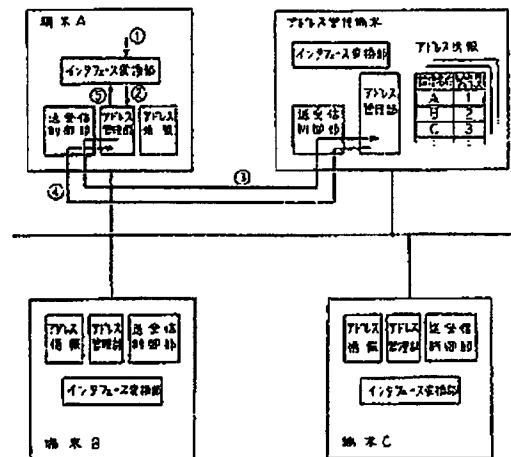 端末A
①
インタフェース変換部
⑤
②
送受信
制御部
アドレス
管理部
アドレス
情報
アドレス管理端末
インタフェース変換部
送受信
制御部
アドレス
管理部
アドレス情報
アドレス
A 1
B 2
C 3
③
④
アドレス
情報
アドレス
管理部
送受信
制御部
インタフェース変換部
端末B
アドレス
情報
アドレス
管理部
送受信
制御部
インタフェース変換部
端末C